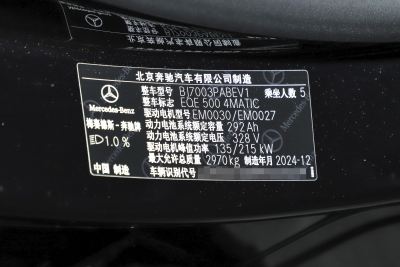 北京奔驰汽车有限公司制造
整车型号 BJ7003PABEV1 乘坐人数 5
整车型号 EQE 500 4MATIC
驱动电机型号 EM0030/EM0027
动力电池系统额定容量 292 Ah
动力电池系统额定电压 328 V
驱动电机峰值功率 135/215 kW
最大允许总质量 2970 kg 制造年月 2024-12
车辆识别代号
Mercedes-Benz
梅赛德斯-奔驰牌
1.0 %
中国 制造